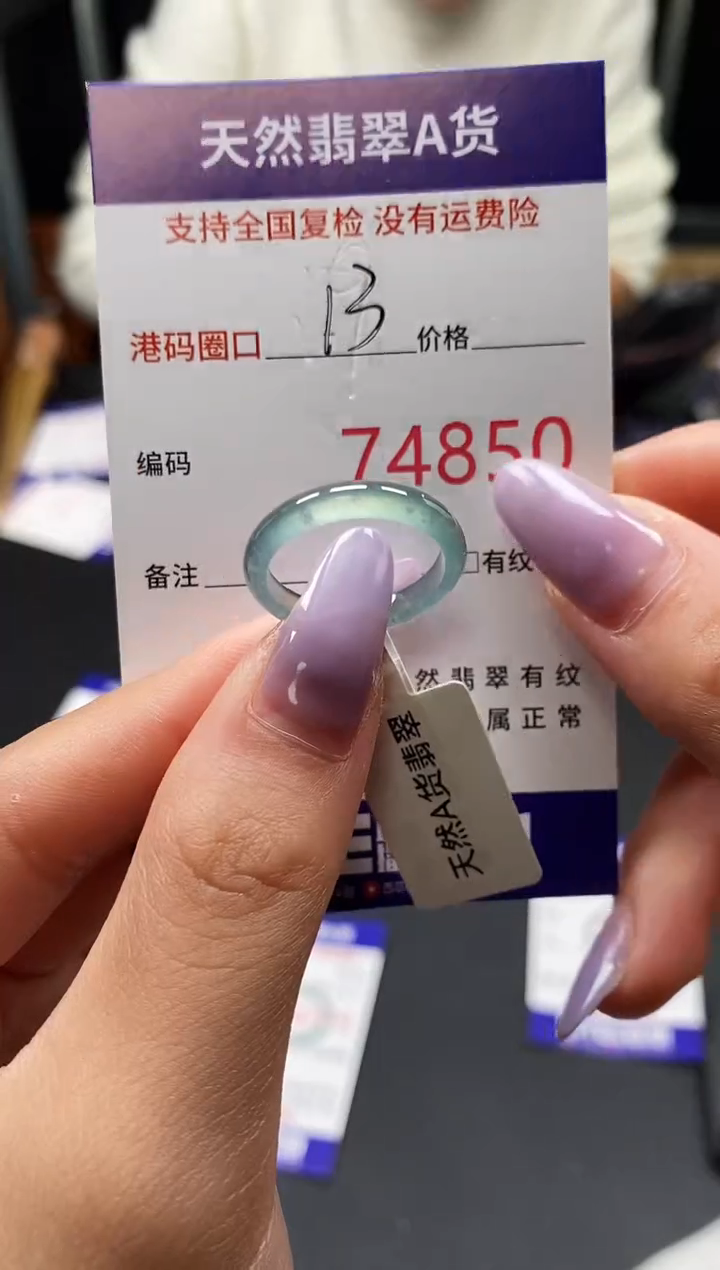 天然翡翠A货
支持全国复检 没有运费险
港码圈口 13 价格
编码 74850
备注 □有纹
然翡翠有纹
属正常
天然A货翡翠